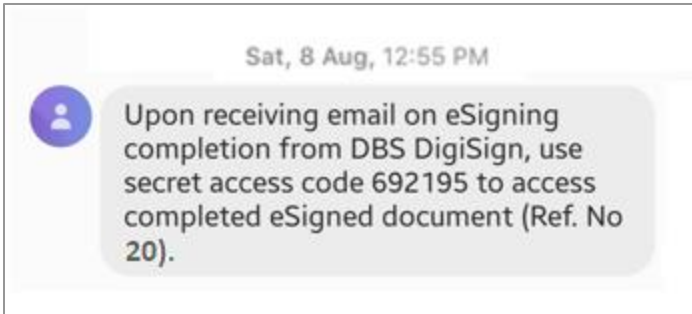 Sat, 8 Aug, 12:55 PM
Upon receiving email on eSigning
completion from DBS DigiSign, use
secret access code 692195 to access
completed eSigned document (Ref. No
20).